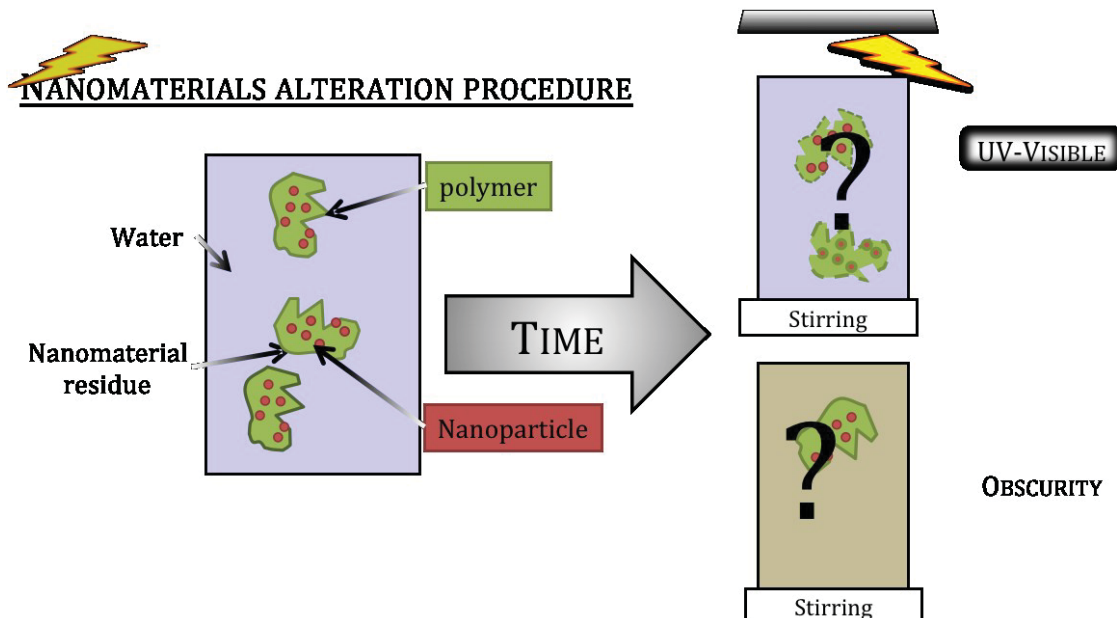 NANOMATERIALS ALTERATION PROCEDURE
polymer
Water
Nanomaterial
residue
Nanoparticle
TIME
?
UV-VISIBLE
Stirring
?
OBSCURITY
Stirring